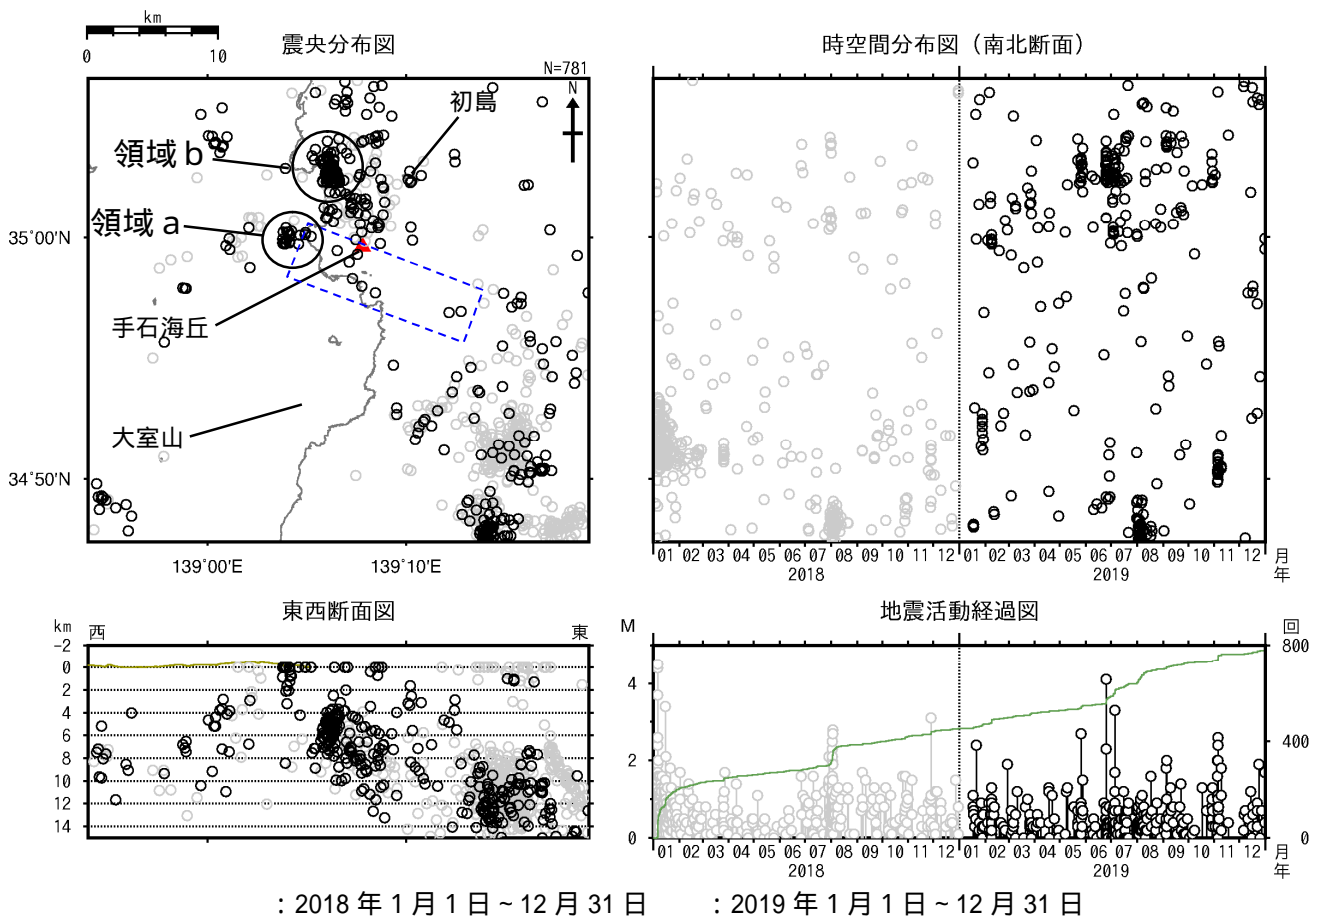 km
0 10
震央分布図
N=781
N
初島
領域 b
領域 a
35°00'N
手石海丘
大室山
34°50'N
139°00'E 139°10'E
時空間分布図（南北断面）
01 02 03 04 05 06 07 08 09 10 11 12 01 02 03 04 05 06 07 08 09 10 11 12 月
2018 2019 年
東西断面図
km 西 東
-2
0
2
4
6
8
10
12
14
地震活動経過図
M 回
4
2
0
800
400
0
01 02 03 04 05 06 07 08 09 10 11 12 01 02 03 04 05 06 07 08 09 10 11 12 月
2018 2019 年
：2018 年 1 月 1 日 ~ 12 月 31 日 ：2019 年 1 月 1 日 ~ 12 月 31 日